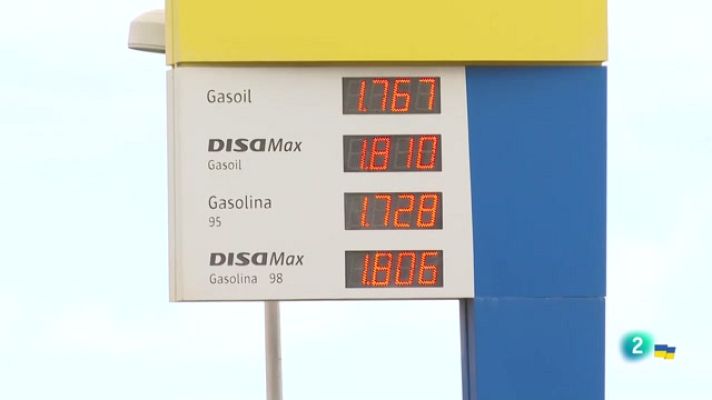 Gasoil 1.767
DISA Max 1.810
Gasoil
Gasolina 1.728
95
DISA Max 1.806
Gasolina 98
2